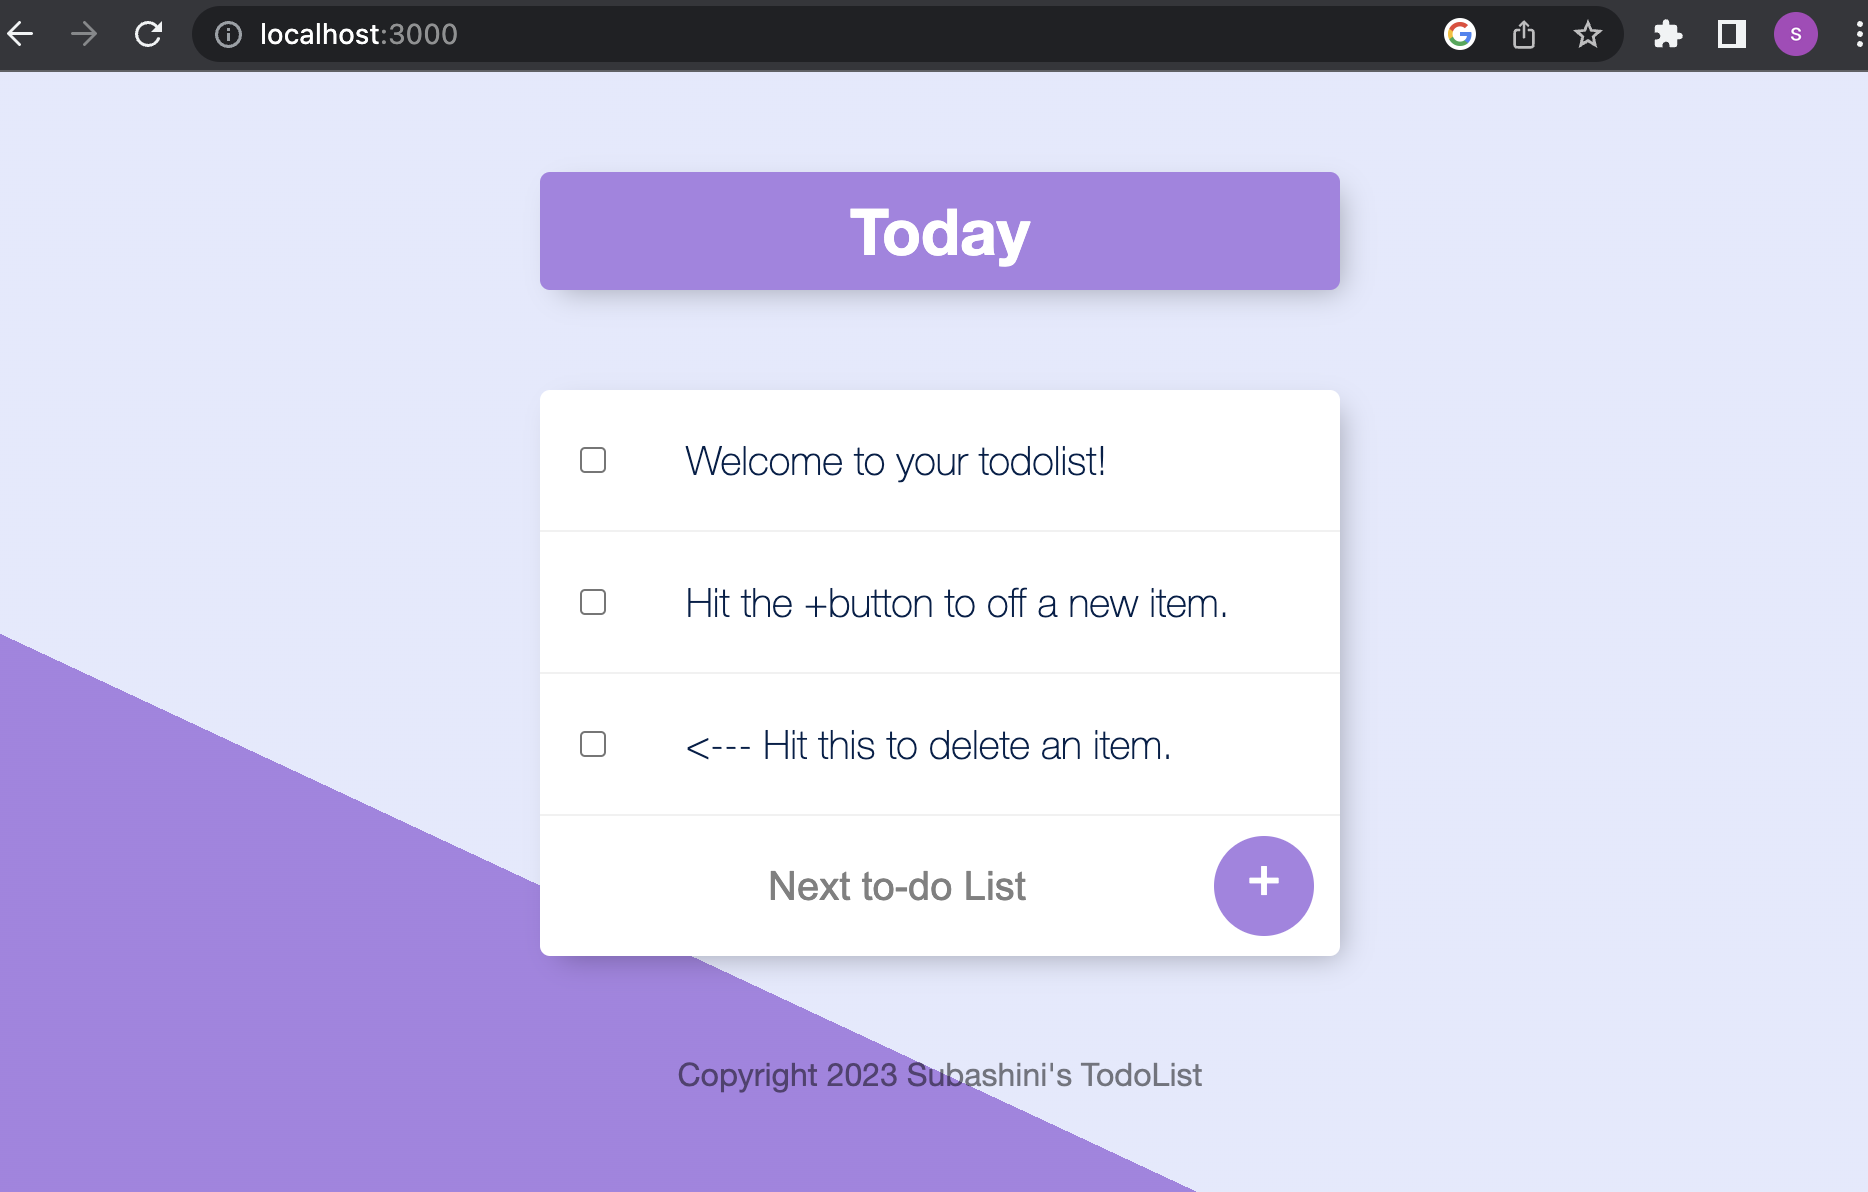 localhost:3000
S
Today
Welcome to your todolist!
Hit the +button to off a new item.
<--- Hit this to delete an item.
Next to-do List
+
Copyright 2023 Subashini's TodoList